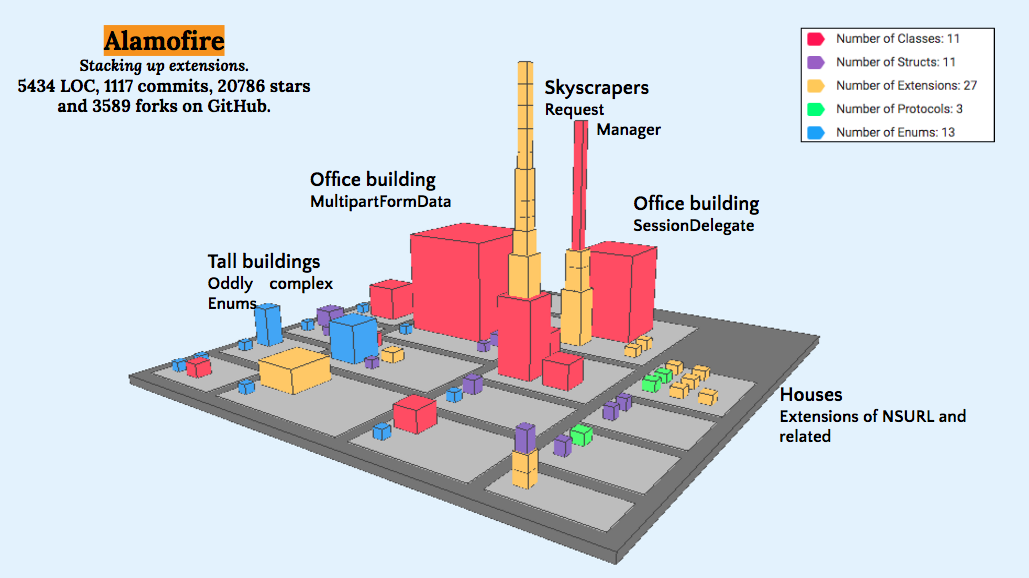 Alamofire
Stacking up extensions.
5434 LOC, 1117 commits, 20786 stars
and 3589 forks on GitHub.
Number of Classes: 11
Number of Structs: 11
Number of Extensions: 27
Number of Protocols: 3
Number of Enums: 13
Skyscrapers
Request
Manager
Office building
MultipartFormData
Office building
SessionDelegate
Tall buildings
Oddly complex
Enums
Houses
Extensions of NSURL and
related